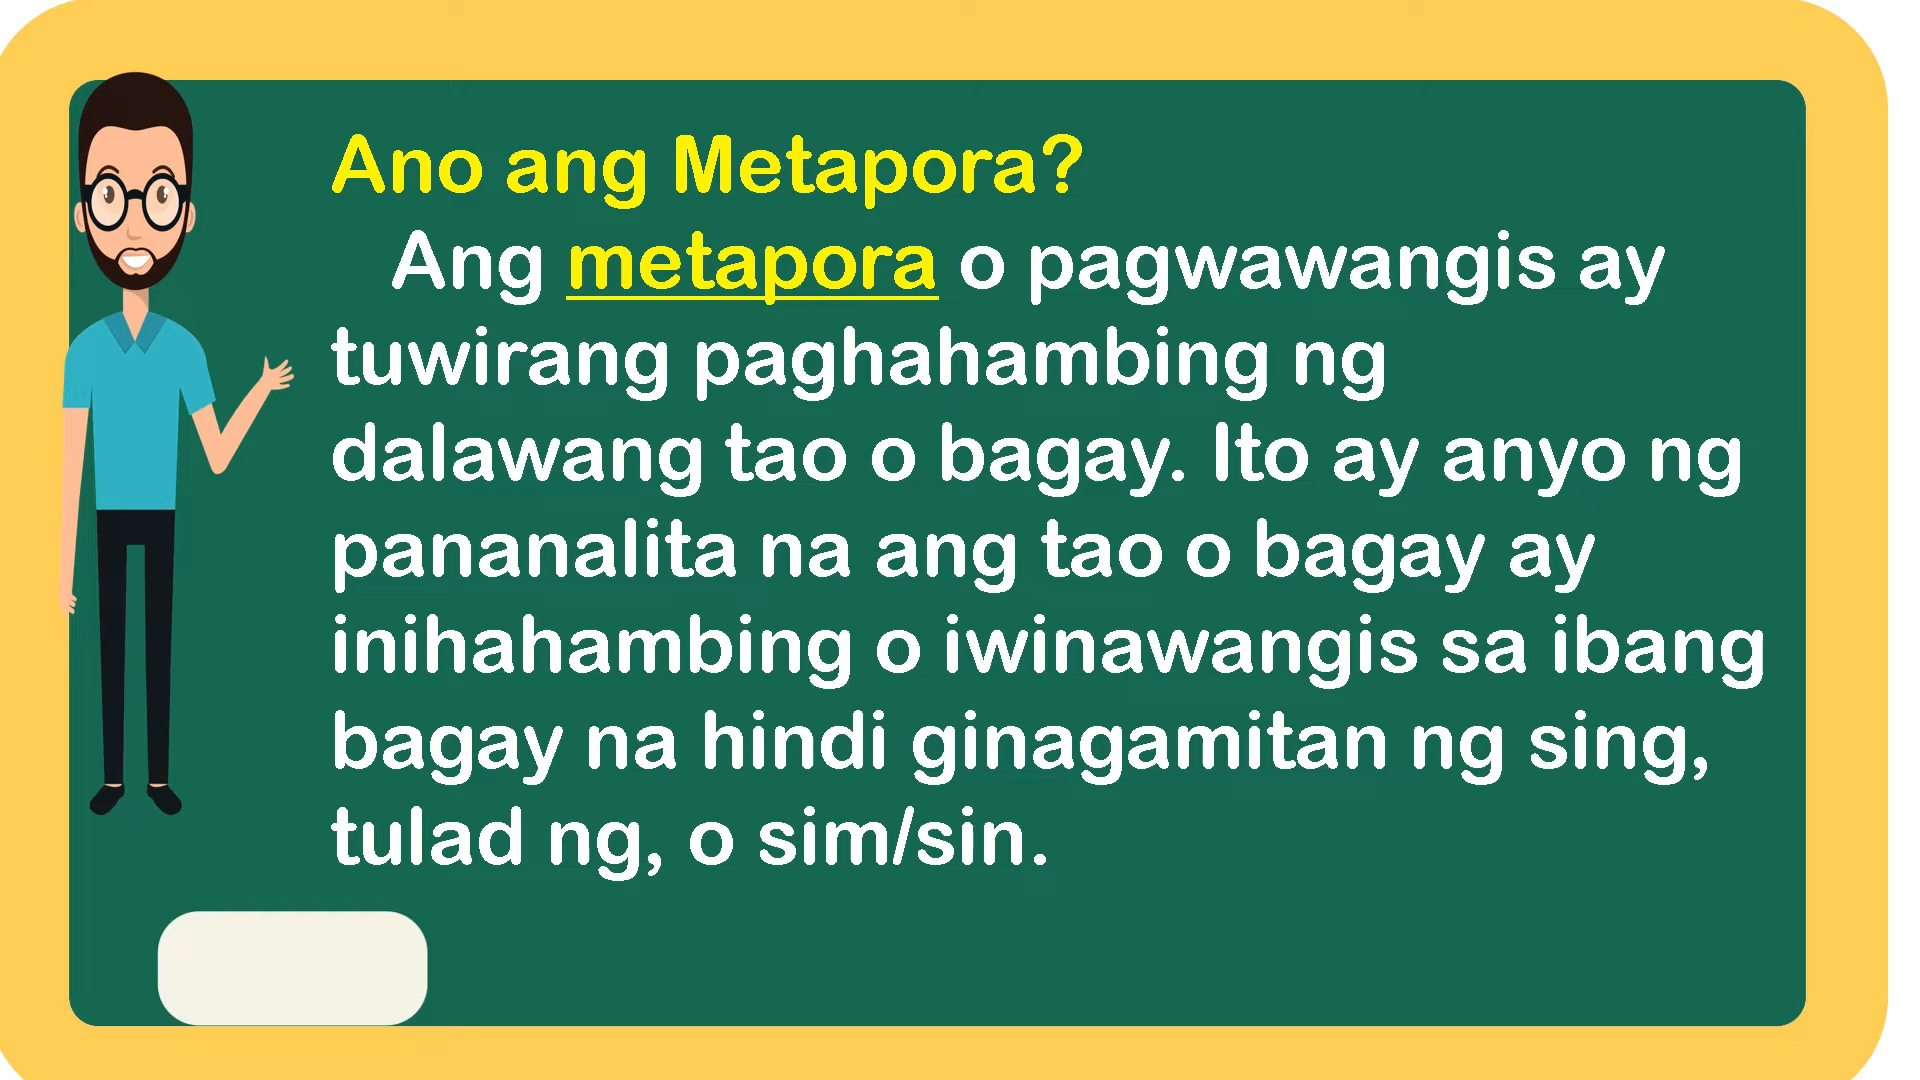 Ano ang Metapora?
Ang metapora o pagwawangis ay
tuwirang paghahambing ng
dalawang tao o bagay. Ito ay anyo ng
pananalita na ang tao o bagay ay
inihahambing o iwinawangis sa ibang
bagay na hindi ginagamitan ng sing,
tulad ng, o sim/sin.